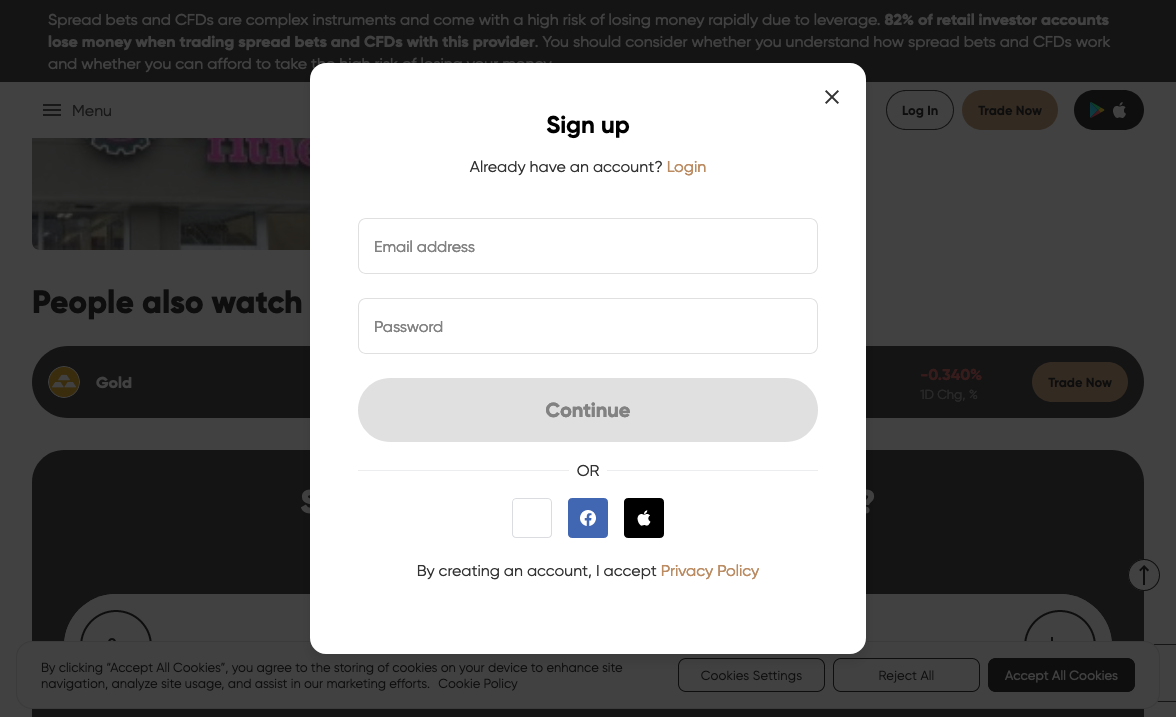 Spread bets and CFDs are complex instruments and come with a high risk of losing money rapidly due to leverage. 82% of retail investor accounts
lose money when trading spread bets and CFDs with this provider. You should consider whether you understand how spread bets and CFDs work
and whether you can afford to take the high risk of losing your money.
Menu
Log In
Trade Now
Sign up
Already have an account? Login
Email address
People also watch
Password
Gold
-0.340%
1D Chg, %
Trade Now
Continue
OR
By creating an account, I accept Privacy Policy
By clicking “Accept All Cookies”, you agree to the storing of cookies on your device to enhance site
navigation, analyze site usage, and assist in our marketing efforts. Cookie Policy
Cookies Settings
Reject All
Accept All Cookies